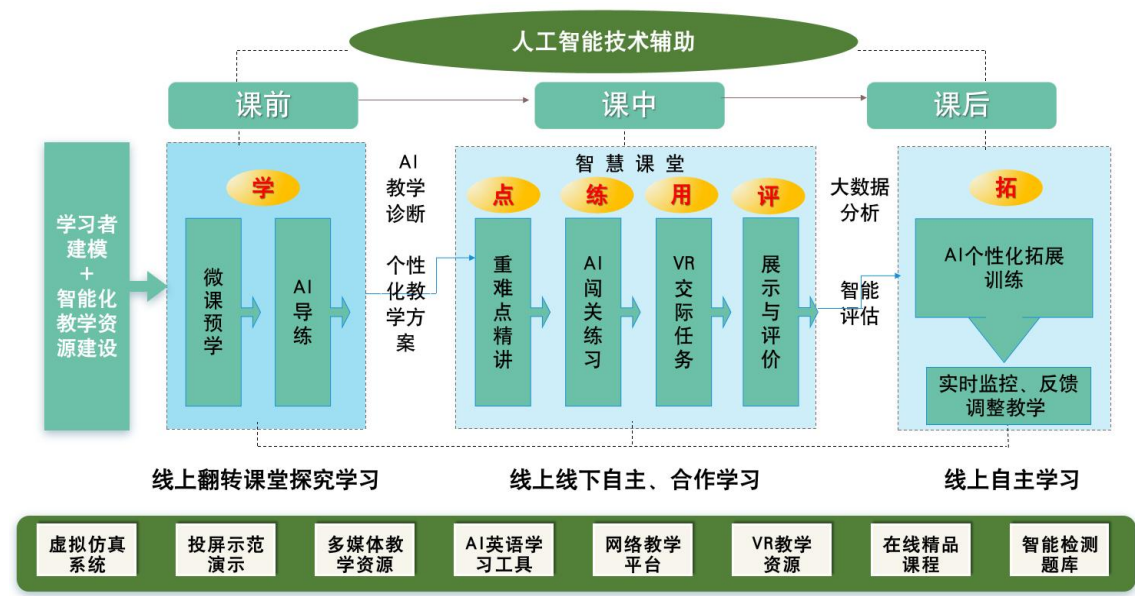 人工智能技术辅助
课前
课中
课后
学习者
建模
+
智能化
教学资
源建设
学
微课预学
AI导练
AI
教学
诊断
个性
化教
学方
案
智慧课堂
点
练
用
评
重难点精讲
AI闯关练习
VR交际任务
展示与评价
大数据
分析
智能
评估
拓
AI个性化拓展
训练
实时监控、反馈
调整教学
线上翻转课堂探究学习
线上线下自主、合作学习
线上自主学习
虚拟仿真
系统
投屏示范
演示
多媒体教
学资源
AI英语学
习工具
网络教学
平台
VR教学
资源
在线精品
课程
智能检测
题库